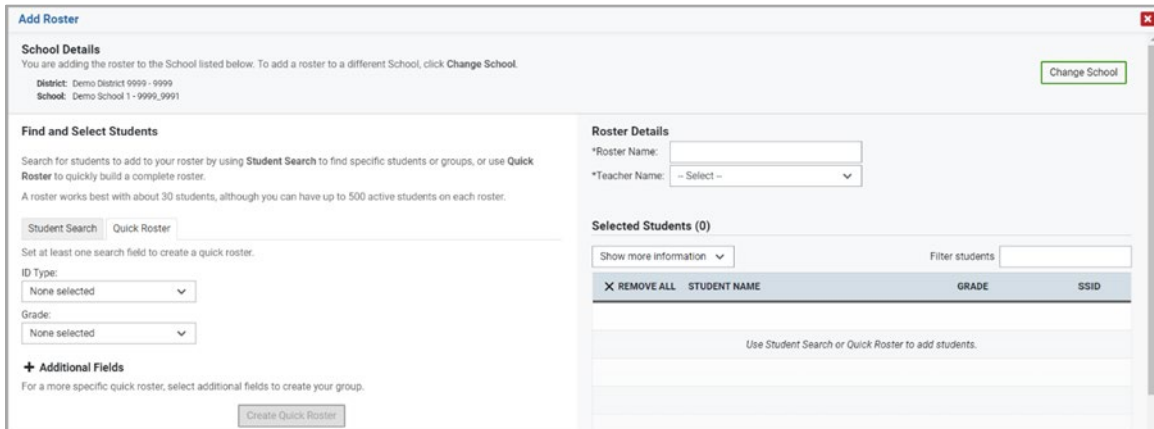 Add Roster
School Details
You are adding the roster to the School listed below. To add a roster to a different School, click Change School.
District: Demo District 9999 - 9999
School: Demo School 1 - 9999_9991
Change School
Find and Select Students
Search for students to add to your roster by using Student Search to find specific students or groups, or use Quick
Roster to quickly build a complete roster.
A roster works best with about 30 students, although you can have up to 500 active students on each roster.
Student Search Quick Roster
Set at least one search field to create a quick roster.
ID Type:
None selected
Grade:
None selected
+ Additional Fields
For a more specific quick roster, select additional fields to create your group.
Create Quick Roster
Roster Details
*Roster Name:
*Teacher Name: -- Select --
Selected Students (0)
Show more information Filter students
X REMOVE ALL STUDENT NAME GRADE SSID
Use Student Search or Quick Roster to add students.